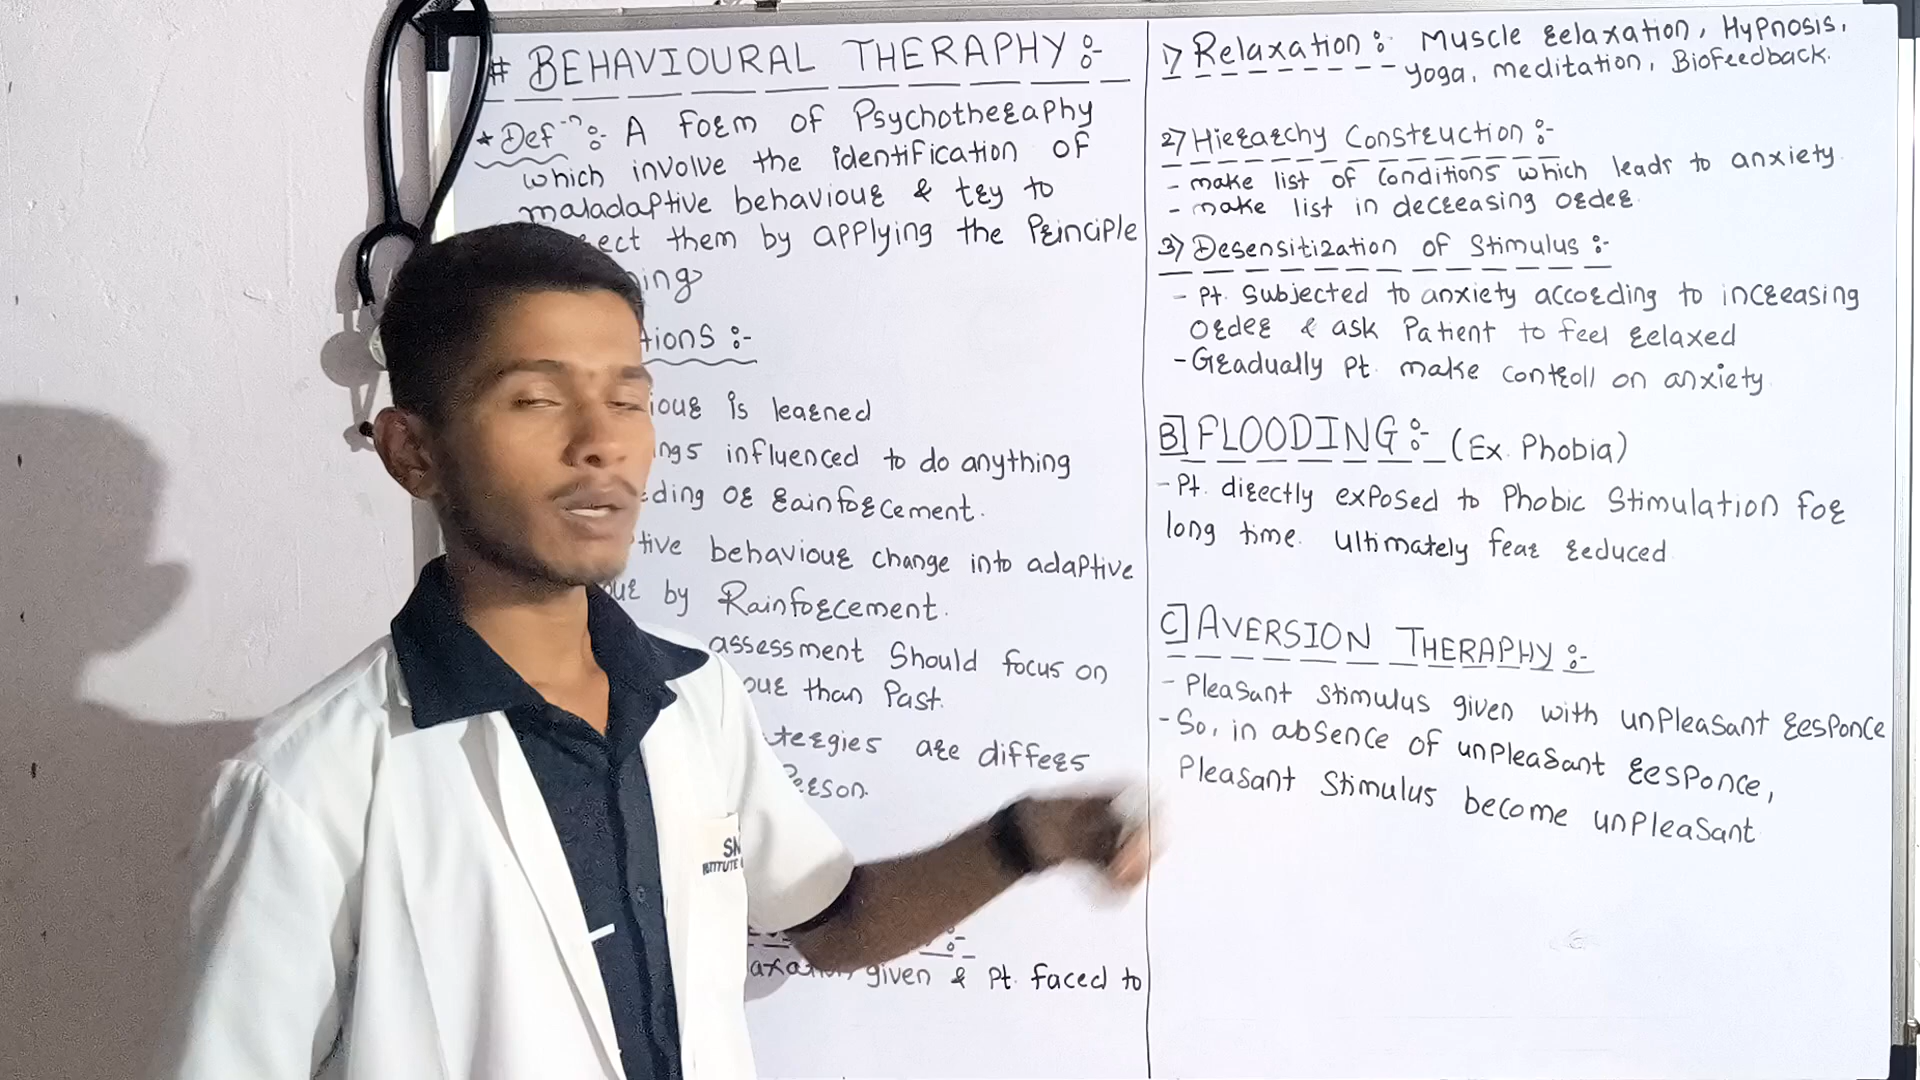 # BEHAVIOURAL THERAPHY :-
* Def-n :- A form of Psychotheraphy
which involve the identification of
maladaptive behaviour & try to
ect them by applying the Principle
ing
tions :-
iour is learned
ings influenced to do anything
ding or rainforcement.
tive behaviour change into adaptive
our by Rainforcement.
assessment Should focus on
our than Past.
tergies are differs
Person.
given & Pt. faced to
1) Relaxation :- Muscle relaxation, Hypnosis,
yoga, meditation, Biofeedback.
2) Hierarchy Construction :-
- make list of conditions which leads to anxiety
- make list in decreasing order
3) Desensitization of Stimulus :-
- Pt. Subjected to anxiety according to increasing
order & ask Patient to feel relaxed
- Gradually Pt. make controll on anxiety
B] FLOODING :- (Ex. Phobia)
- Pt. directly exposed to Phobic Stimulation for
long time. Ultimately fear reduced
C] AVERSION THERAPHY :-
- Pleasant stimulus given with unpleasant responce
- So, in absence of unpleasant responce,
Pleasant Stimulus become unpleasant
SN